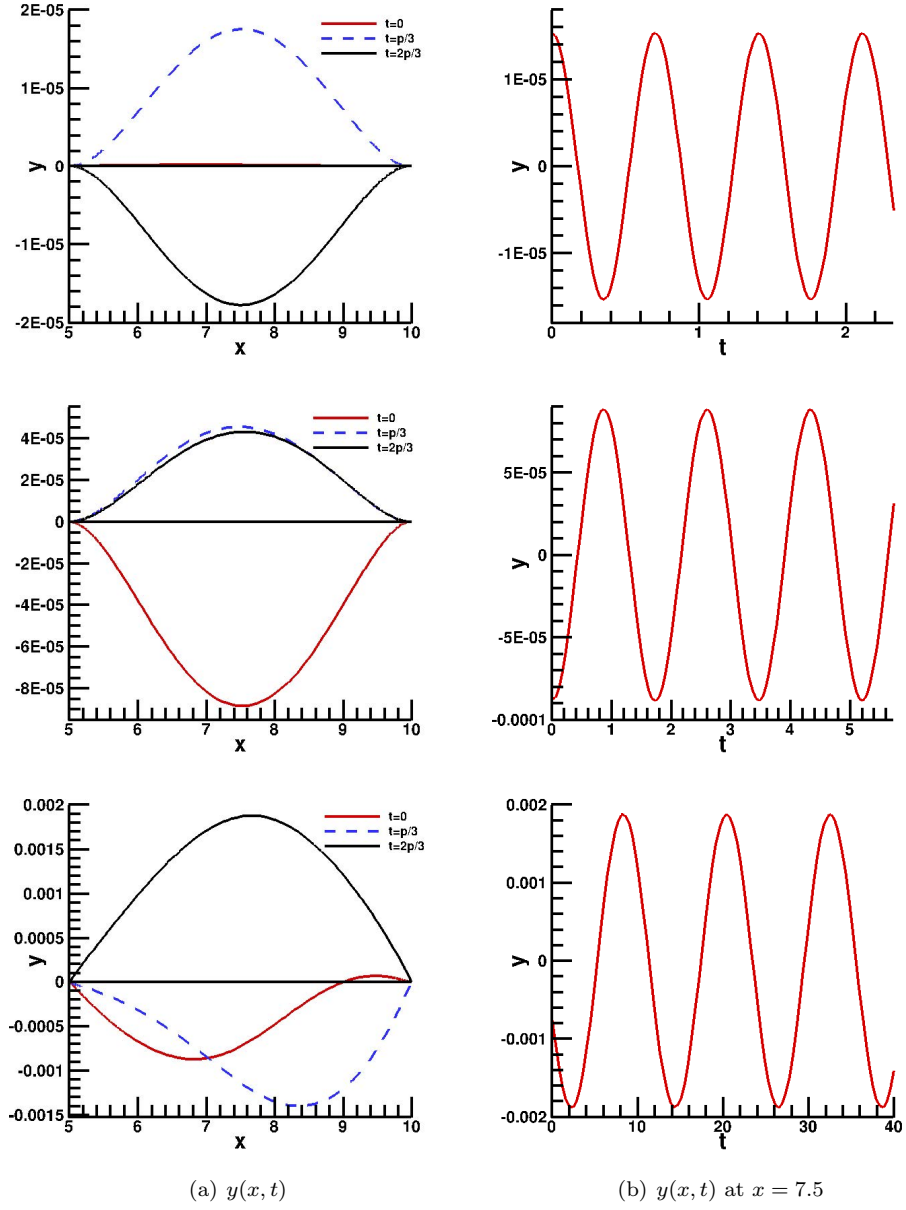 2E-05
1E-05
0
-1E-05
-2E-05
y
5 6 7 8 9 10
x
t=0
t=p/3
t=2p/3
1E-05
0
-1E-05
y
0 1 2
t
4E-05
2E-05
0
-2E-05
-4E-05
-6E-05
-8E-05
y
5 6 7 8 9 10
x
t=0
t=p/3
t=2p/3
5E-05
0
-5E-05
-0.0001
y
0 1 2 3 4 5
t
0.002
0.0015
0.001
0.0005
0
-0.0005
-0.001
-0.0015
y
5 6 7 8 9 10
x
t=0
t=p/3
t=2p/3
0.002
0.001
0
-0.001
-0.002
y
0 10 20 30 40
t
(a) y(x, t)
(b) y(x, t) at x = 7.5